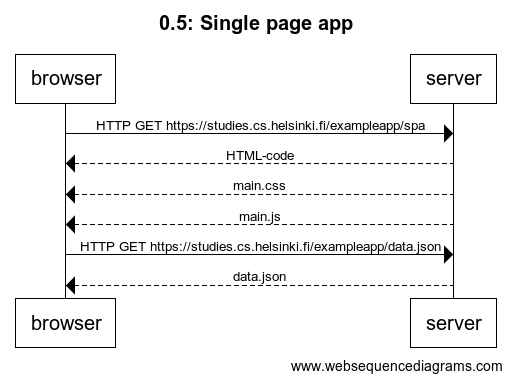 0.5: Single page app
browser server
HTTP GET https://studies.cs.helsinki.fi/exampleapp/spa
HTML-code
main.css
main.js
HTTP GET https://studies.cs.helsinki.fi/exampleapp/data.json
data.json
browser server
www.websequencediagrams.com